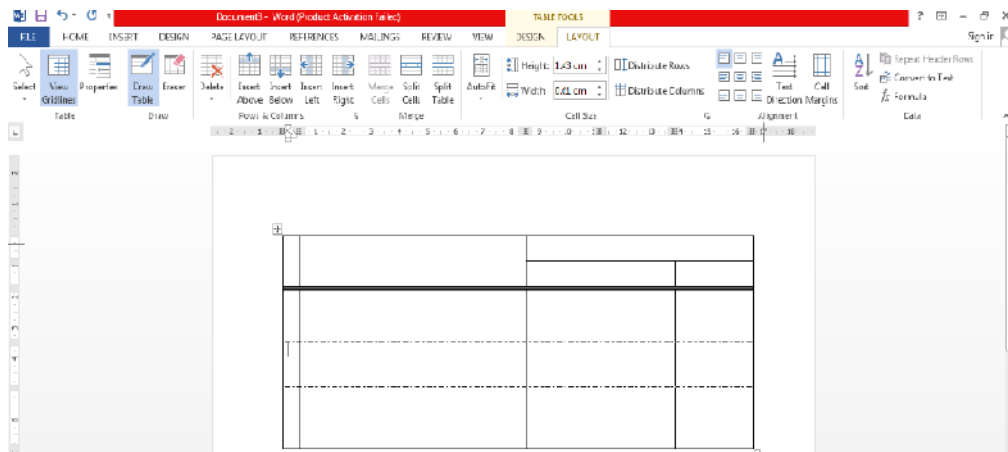 Document3 - Word (Product Activation Failed)
TABLE TOOLS
FILE HOME INSERT DESIGN PAGE LAYOUT REFERENCES MAILINGS REVIEW VIEW DESIGN LAYOUT Sign in
Select View Gridlines Properties Draw Table Eraser Delete Insert Above Insert Below Insert Left Insert Right Merge Cells Split Cells Split Table AutoFit
Height: 1.43 cm Distribute Rows
Width: 0.61 cm Distribute Columns
Text Direction Cell Margins Sort
Repeat Header Rows
Convert to Text
Formula
Table Draw Rows & Columns Merge Cell Size Alignment Data